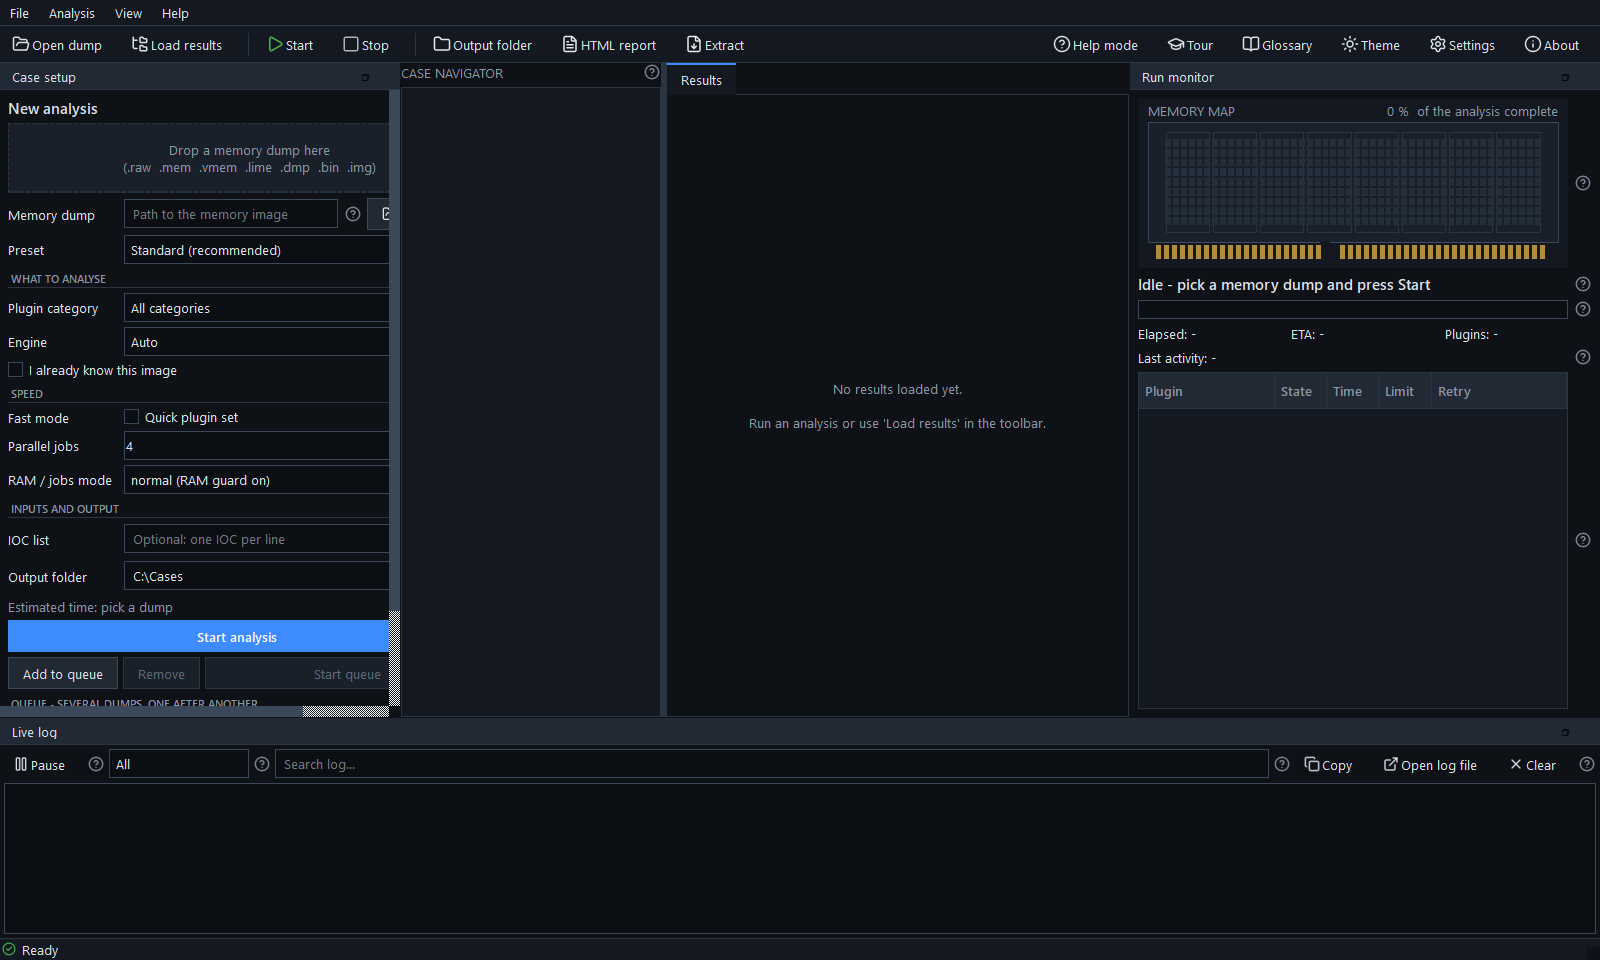 File Analysis View Help
Open dump Load results Start Stop Output folder HTML report Extract Help mode Tour Glossary Theme Settings About
Case setup
New analysis
Drop a memory dump here
(.raw .mem .vmem .lime .dmp .bin .img)
Memory dump Path to the memory image
Preset Standard (recommended)
WHAT TO ANALYSE
Plugin category All categories
Engine Auto
I already know this image
SPEED
Fast mode Quick plugin set
Parallel jobs 4
RAM / jobs mode normal (RAM guard on)
INPUTS AND OUTPUT
IOC list Optional: one IOC per line
Output folder C:\Cases
Estimated time: pick a dump
Start analysis
Add to queue Remove Start queue
QUEUE - SEVERAL DUMPS, ONE AFTER ANOTHER
CASE NAVIGATOR
Results
No results loaded yet.
Run an analysis or use 'Load results' in the toolbar.
Run monitor
MEMORY MAP 0 % of the analysis complete
Idle - pick a memory dump and press Start
Elapsed: - ETA: - Plugins: -
Last activity: -
Plugin State Time Limit Retry
Live log
Pause All Search log... Copy Open log file Clear
Ready